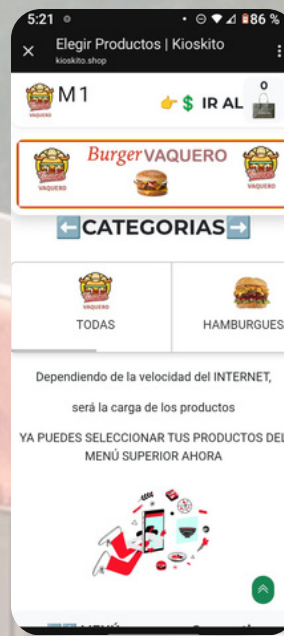 5:21
86 %
Elegir Productos | Kioskito
kioskito.shop
M1
👉💲 IR AL
0
VAQUERO
Burger VAQUERO
VAQUERO
VAQUERO
⬅️CATEGORIAS➡️
VAQUERO
TODAS
HAMBURGUES
Dependiendo de la velocidad del INTERNET,
será la carga de los productos
YA PUEDES SELECCIONAR TUS PRODUCTOS DEL
MENÚ SUPERIOR AHORA